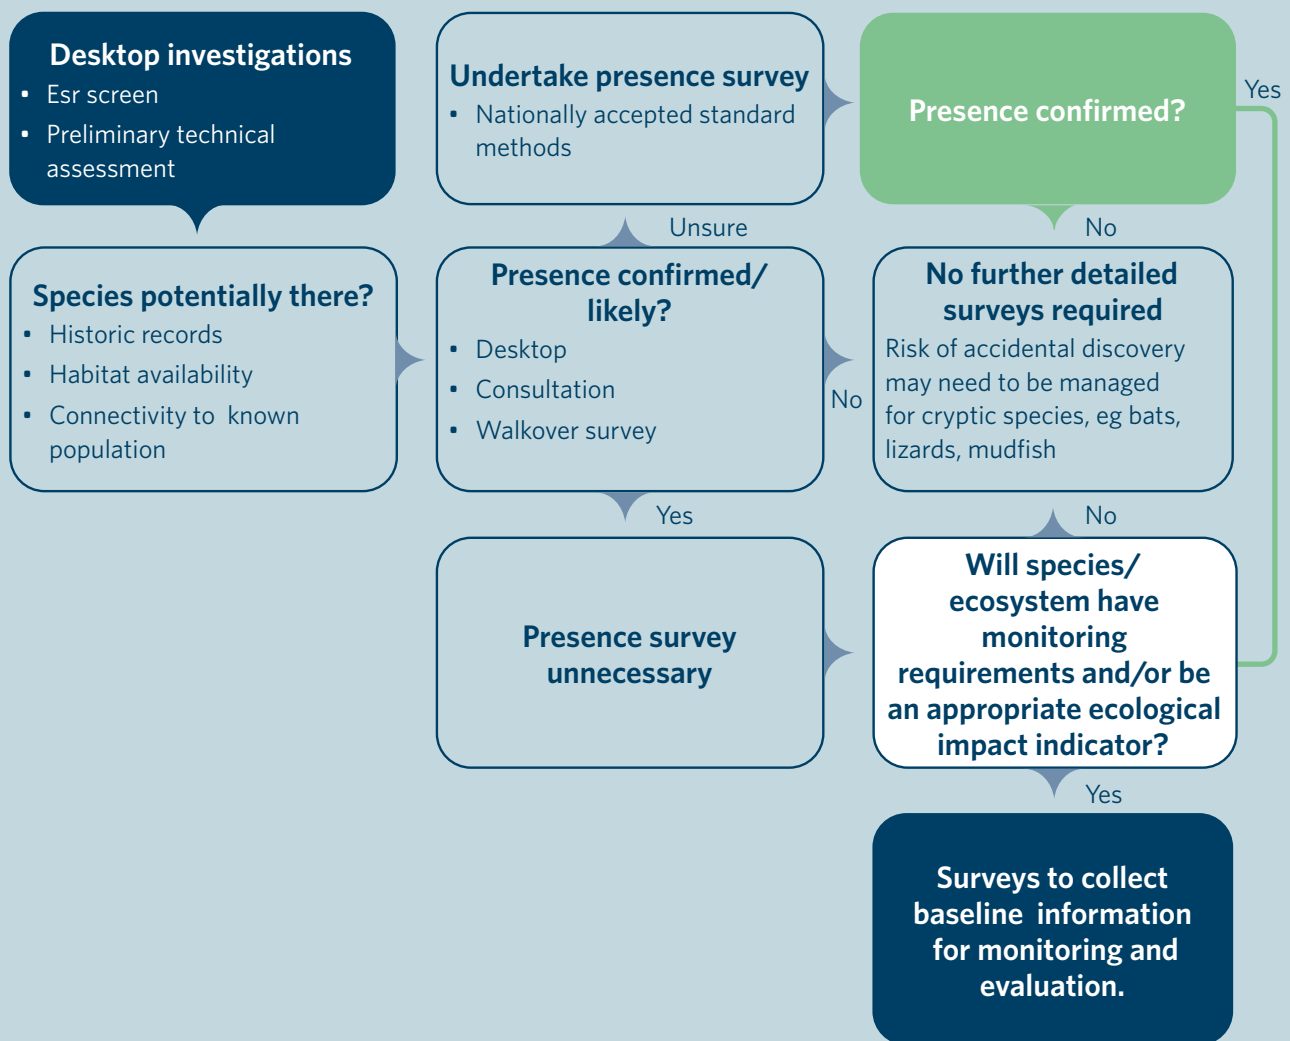 Desktop investigations
• Esr screen
• Preliminary technical
assessment
Undertake presence survey
• Nationally accepted standard
methods
Presence confirmed?
Yes
Unsure
No
Species potentially there?
• Historic records
• Habitat availability
• Connectivity to known
population
Presence confirmed/
likely?
• Desktop
• Consultation
• Walkover survey
No
No further detailed
surveys required
Risk of accidental discovery
may need to be managed
for cryptic species, eg bats,
lizards, mudfish
Yes
No
Presence survey
unnecessary
Will species/
ecosystem have
monitoring
requirements and/or be
an appropriate ecological
impact indicator?
Yes
Surveys to collect
baseline information
for monitoring and
evaluation.